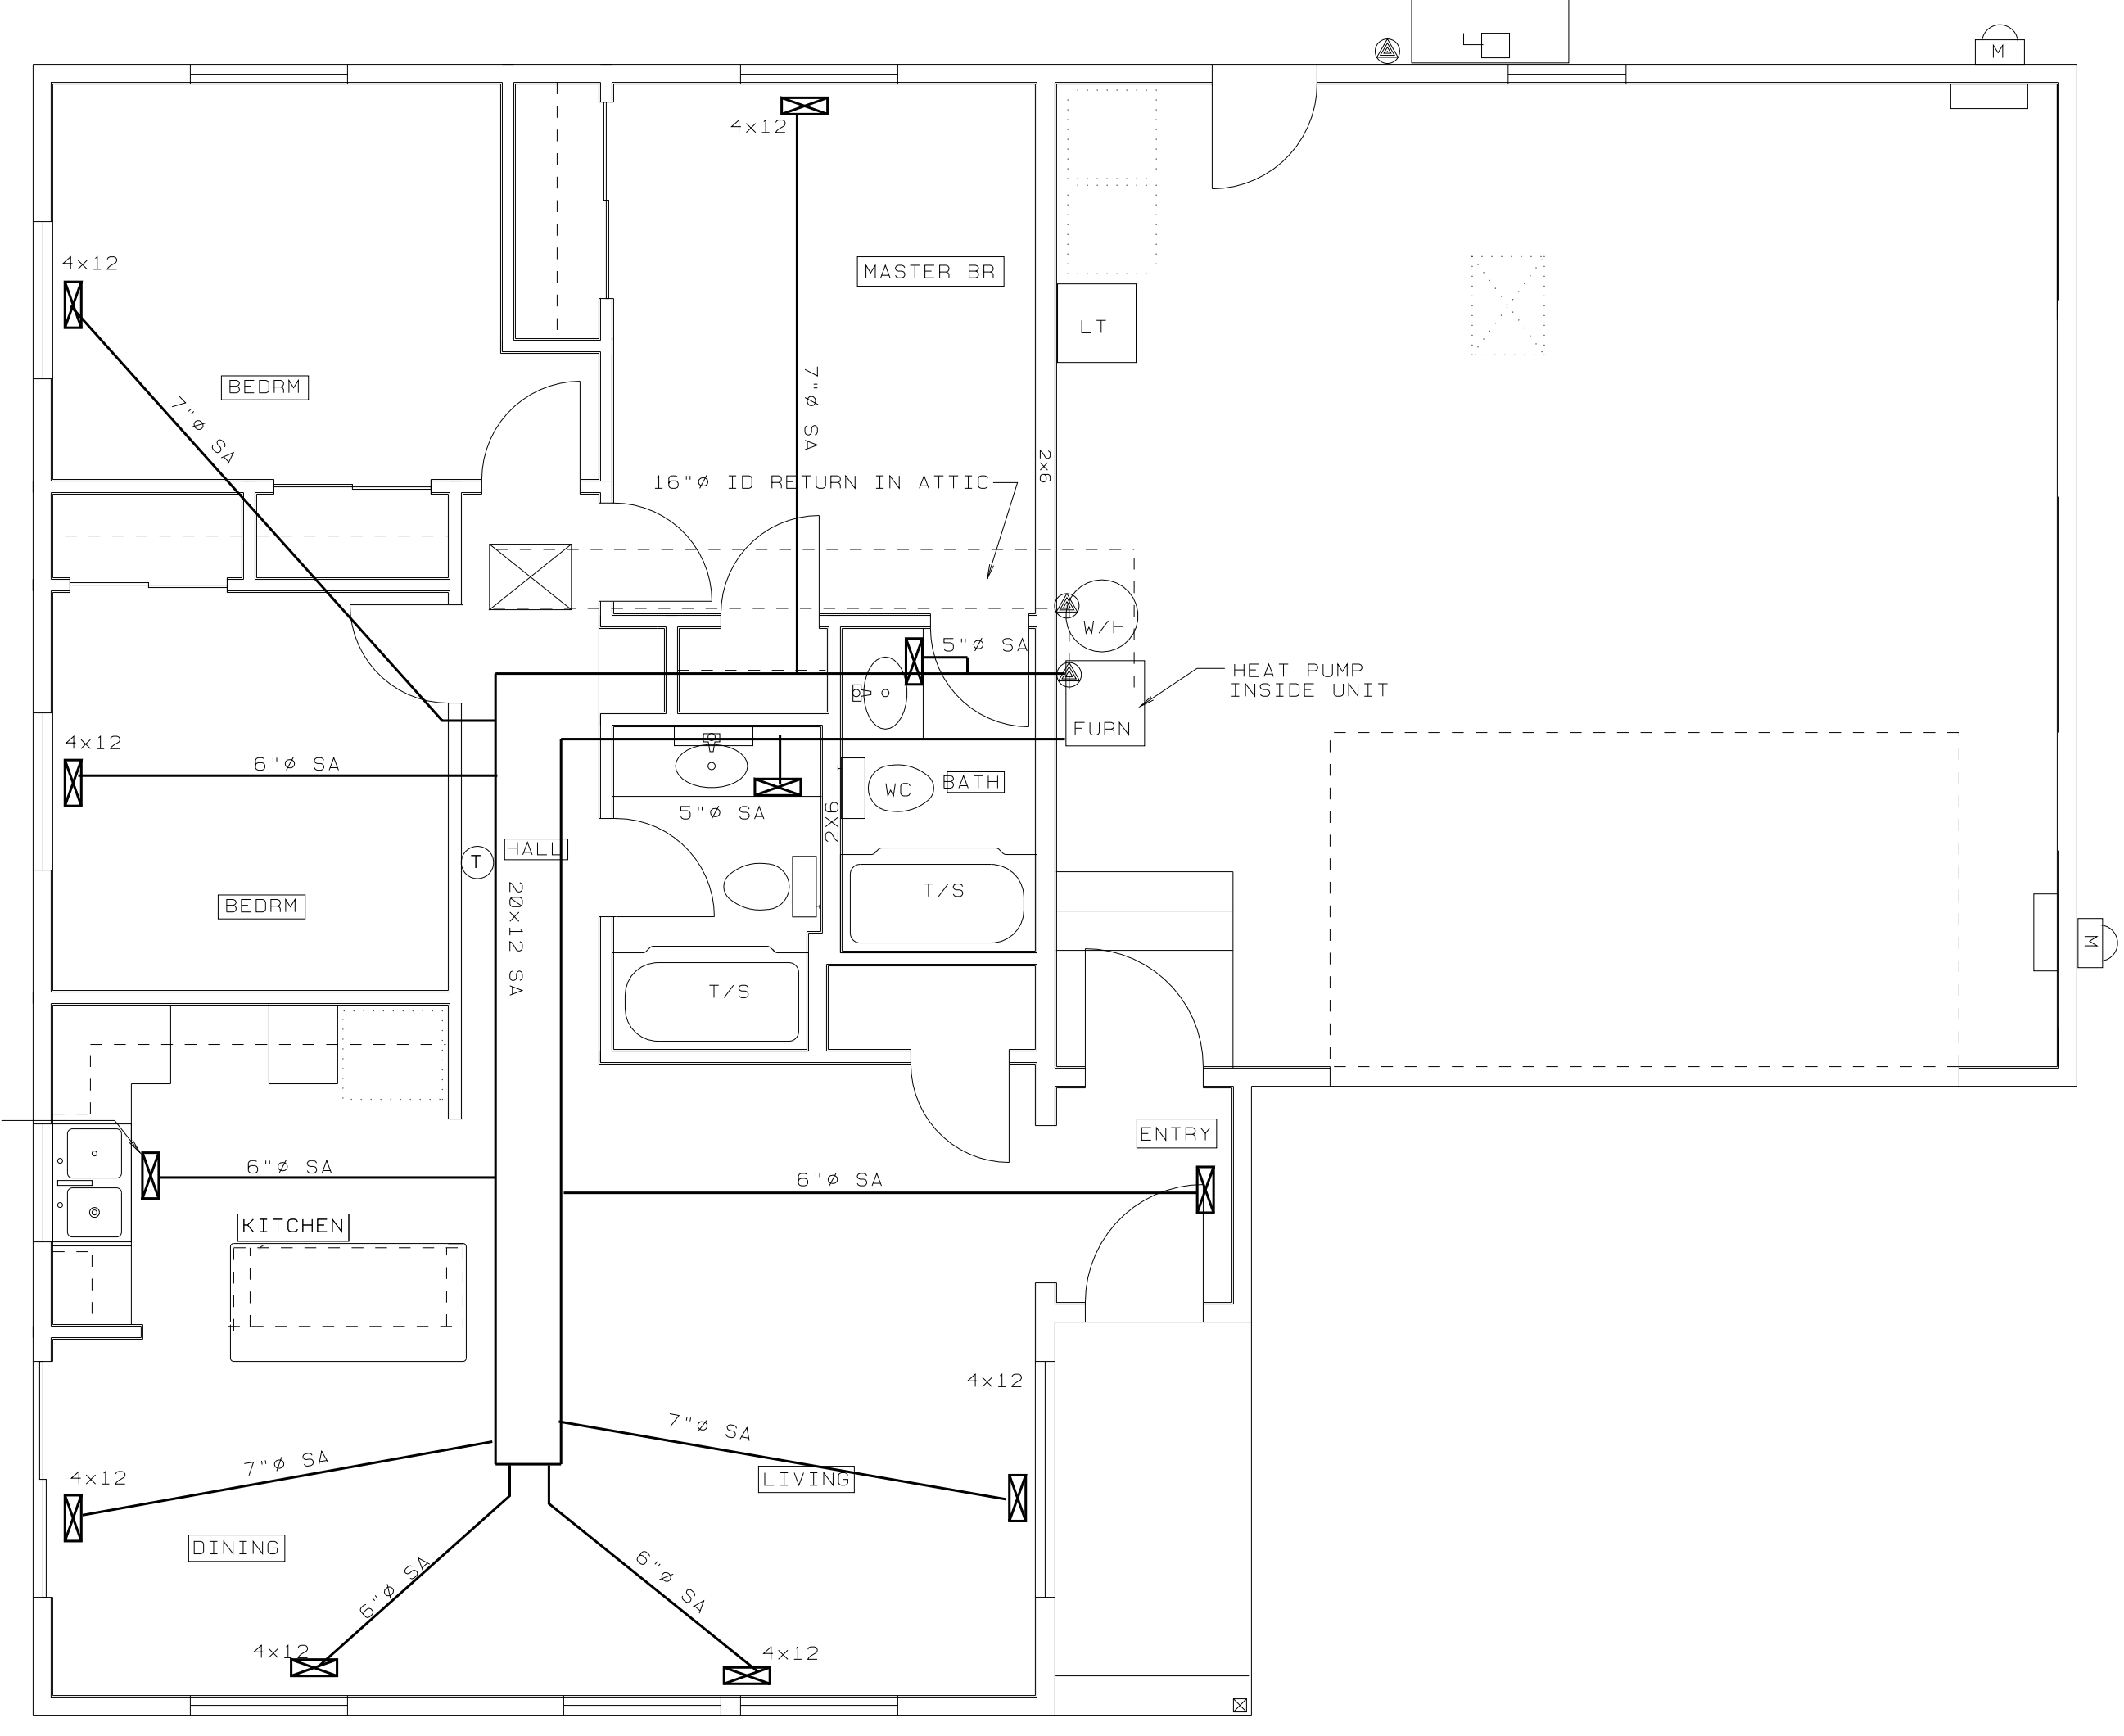 M
4x12
4x12
MASTER BR
LT
BEDRM
7"Ø SA
7"Ø SA
2x6
16"Ø ID RETURN IN ATTIC
W/H
5"Ø SA
HEAT PUMP
INSIDE UNIT
FURN
4x12
6"Ø SA
WC
BATH
5"Ø SA
2X6
HALL
T
20x12 SA
T/S
BEDRM
M
T/S
ENTRY
6"Ø SA
6"Ø SA
KITCHEN
4x12
7"Ø SA
7"Ø SA
4x12
LIVING
DINING
6"Ø SA
6"Ø SA
4x12
4x12